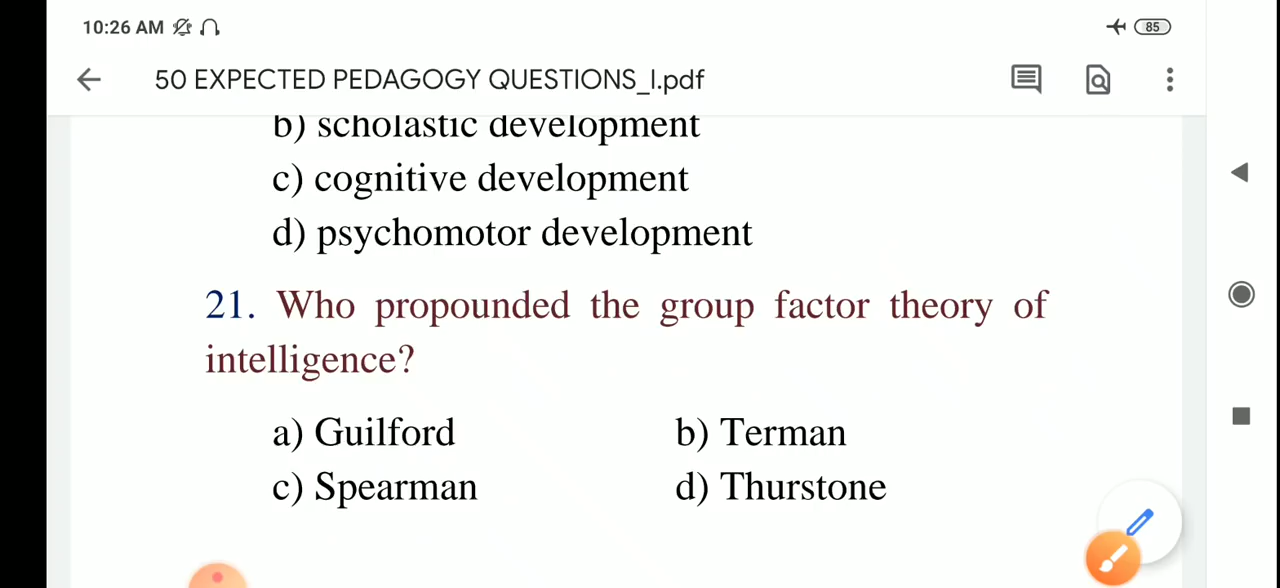 10:26 AM 85
50 EXPECTED PEDAGOGY QUESTIONS_I.pdf
b) scholastic development
c) cognitive development
d) psychomotor development
21. Who propounded the group factor theory of
intelligence?
a) Guilford b) Terman
c) Spearman d) Thurstone